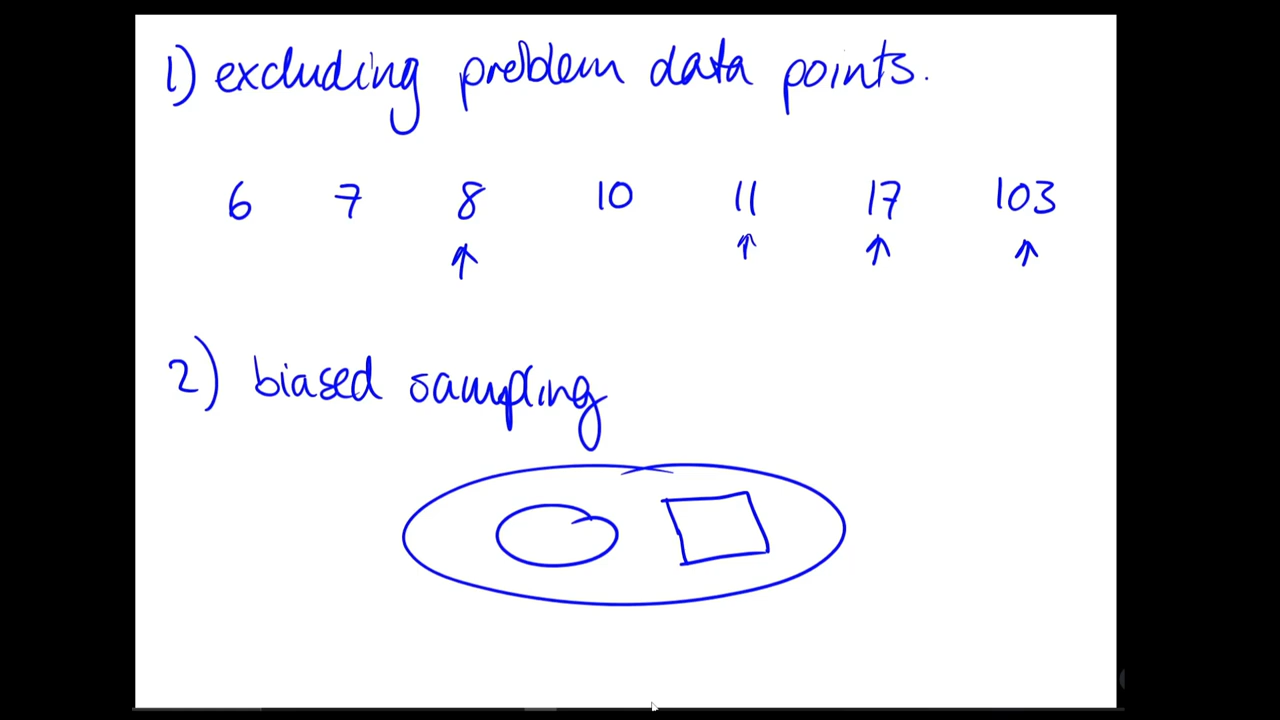 1) excluding problem data points.
6 7 8 10 11 17 103
2) biased sampling